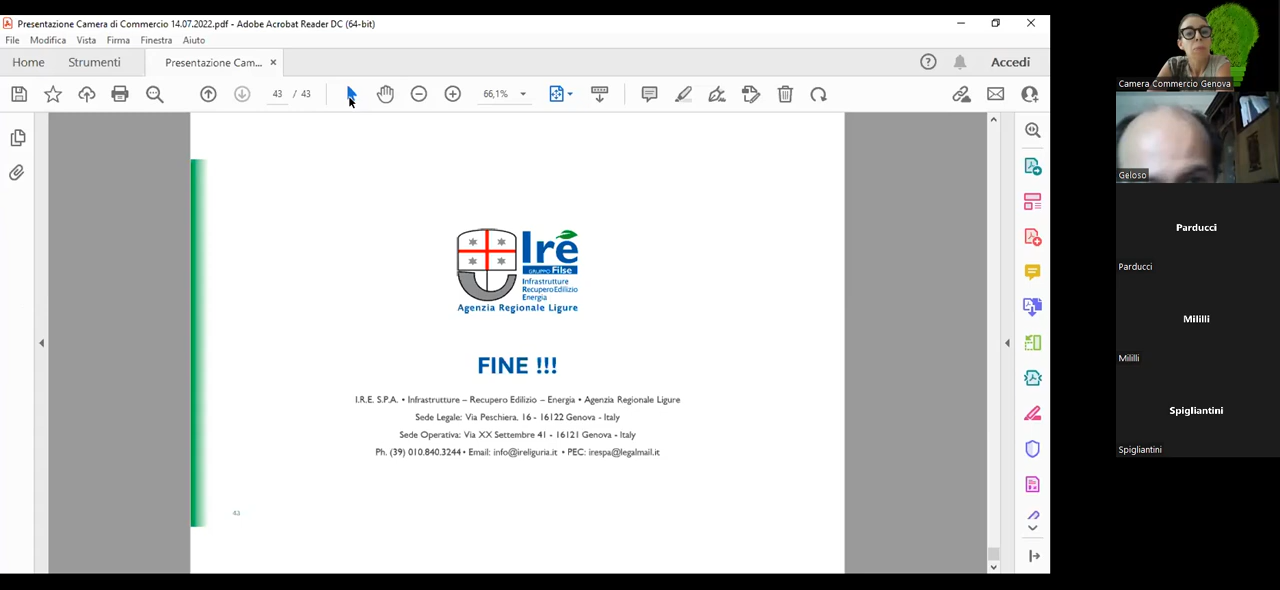 Presentazione Camera di Commercio 14.07.2022.pdf - Adobe Acrobat Reader DC (64-bit)
File Modifica Vista Firma Finestra Aiuto
Home Strumenti Presentazione Cam... × Accedi
43 / 43 66,1%
Irè
GRUPPO Filse
Infrastrutture
RecuperoEdilizio
Energia
Agenzia Regionale Ligure
FINE !!!
I.R.E. S.P.A. • Infrastrutture – Recupero Edilizio – Energia • Agenzia Regionale Ligure
Sede Legale: Via Peschiera, 16 - 16122 Genova - Italy
Sede Operativa: Via XX Settembre 41 - 16121 Genova - Italy
Ph. (39) 010.840.3244 • Email: info@ireliguria.it • PEC: irespa@legalmail.it
43
Camera Commercio Genova
Geloso
Parducci
Parducci
Mililli
Mililli
Spigliantini
Spigliantini